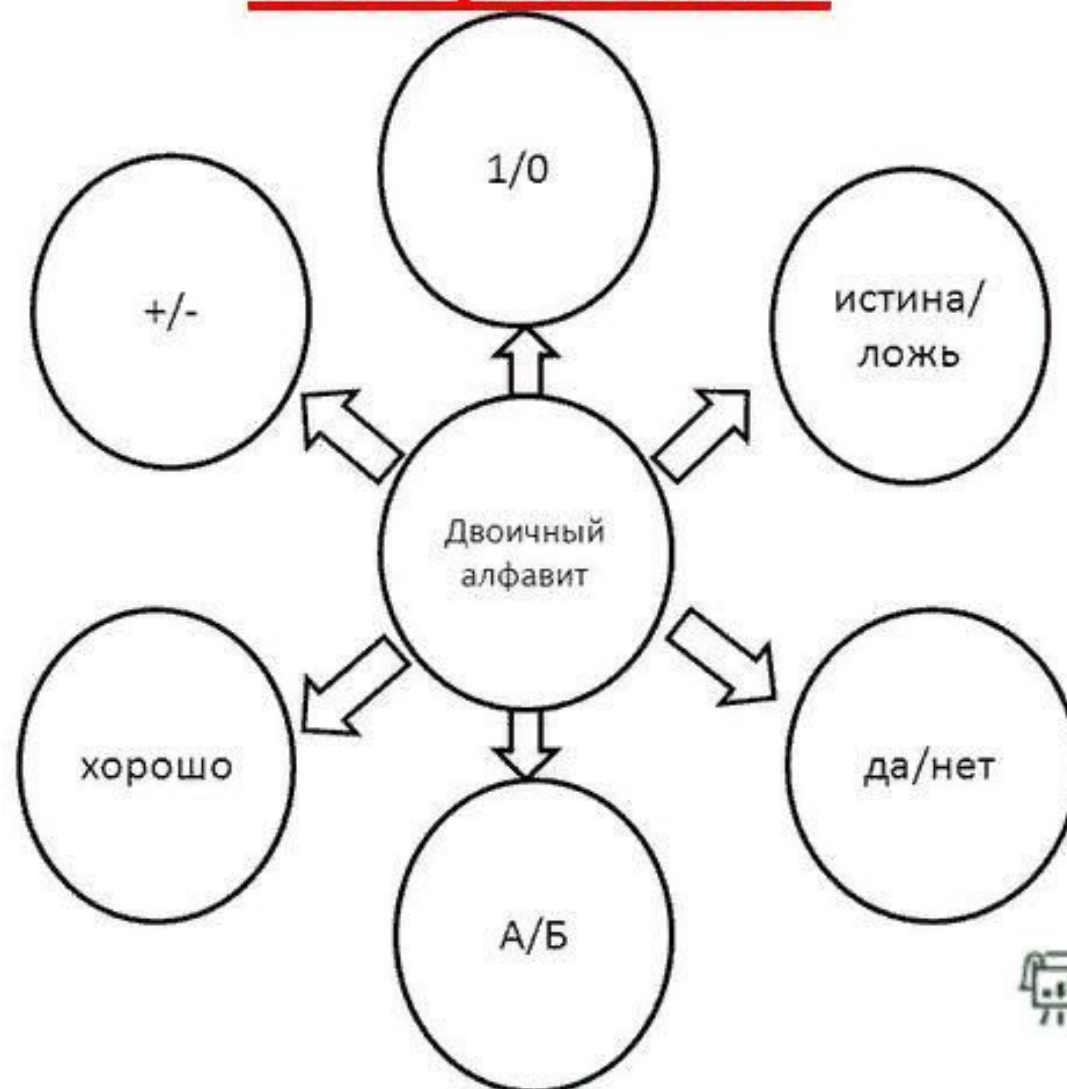 1/0
+/-
истина/
ложь
Двоичный
алфавит
хорошо
да/нет
А/Б